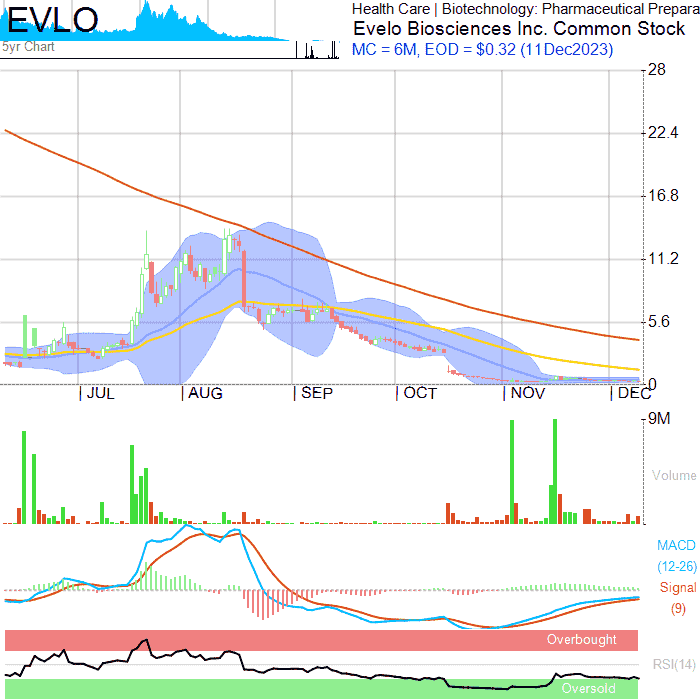 EVLO
5yr Chart
Health Care | Biotechnology: Pharmaceutical Prepara
Evelo Biosciences Inc. Common Stock
MC = 6M, EOD = $0.32 (11Dec2023)
28
22.4
16.8
11.2
5.6
0
JUL AUG SEP OCT NOV DEC
9M
Volume
MACD
(12-26)
Signal
(9)
Overbought
RSI(14)
Oversold